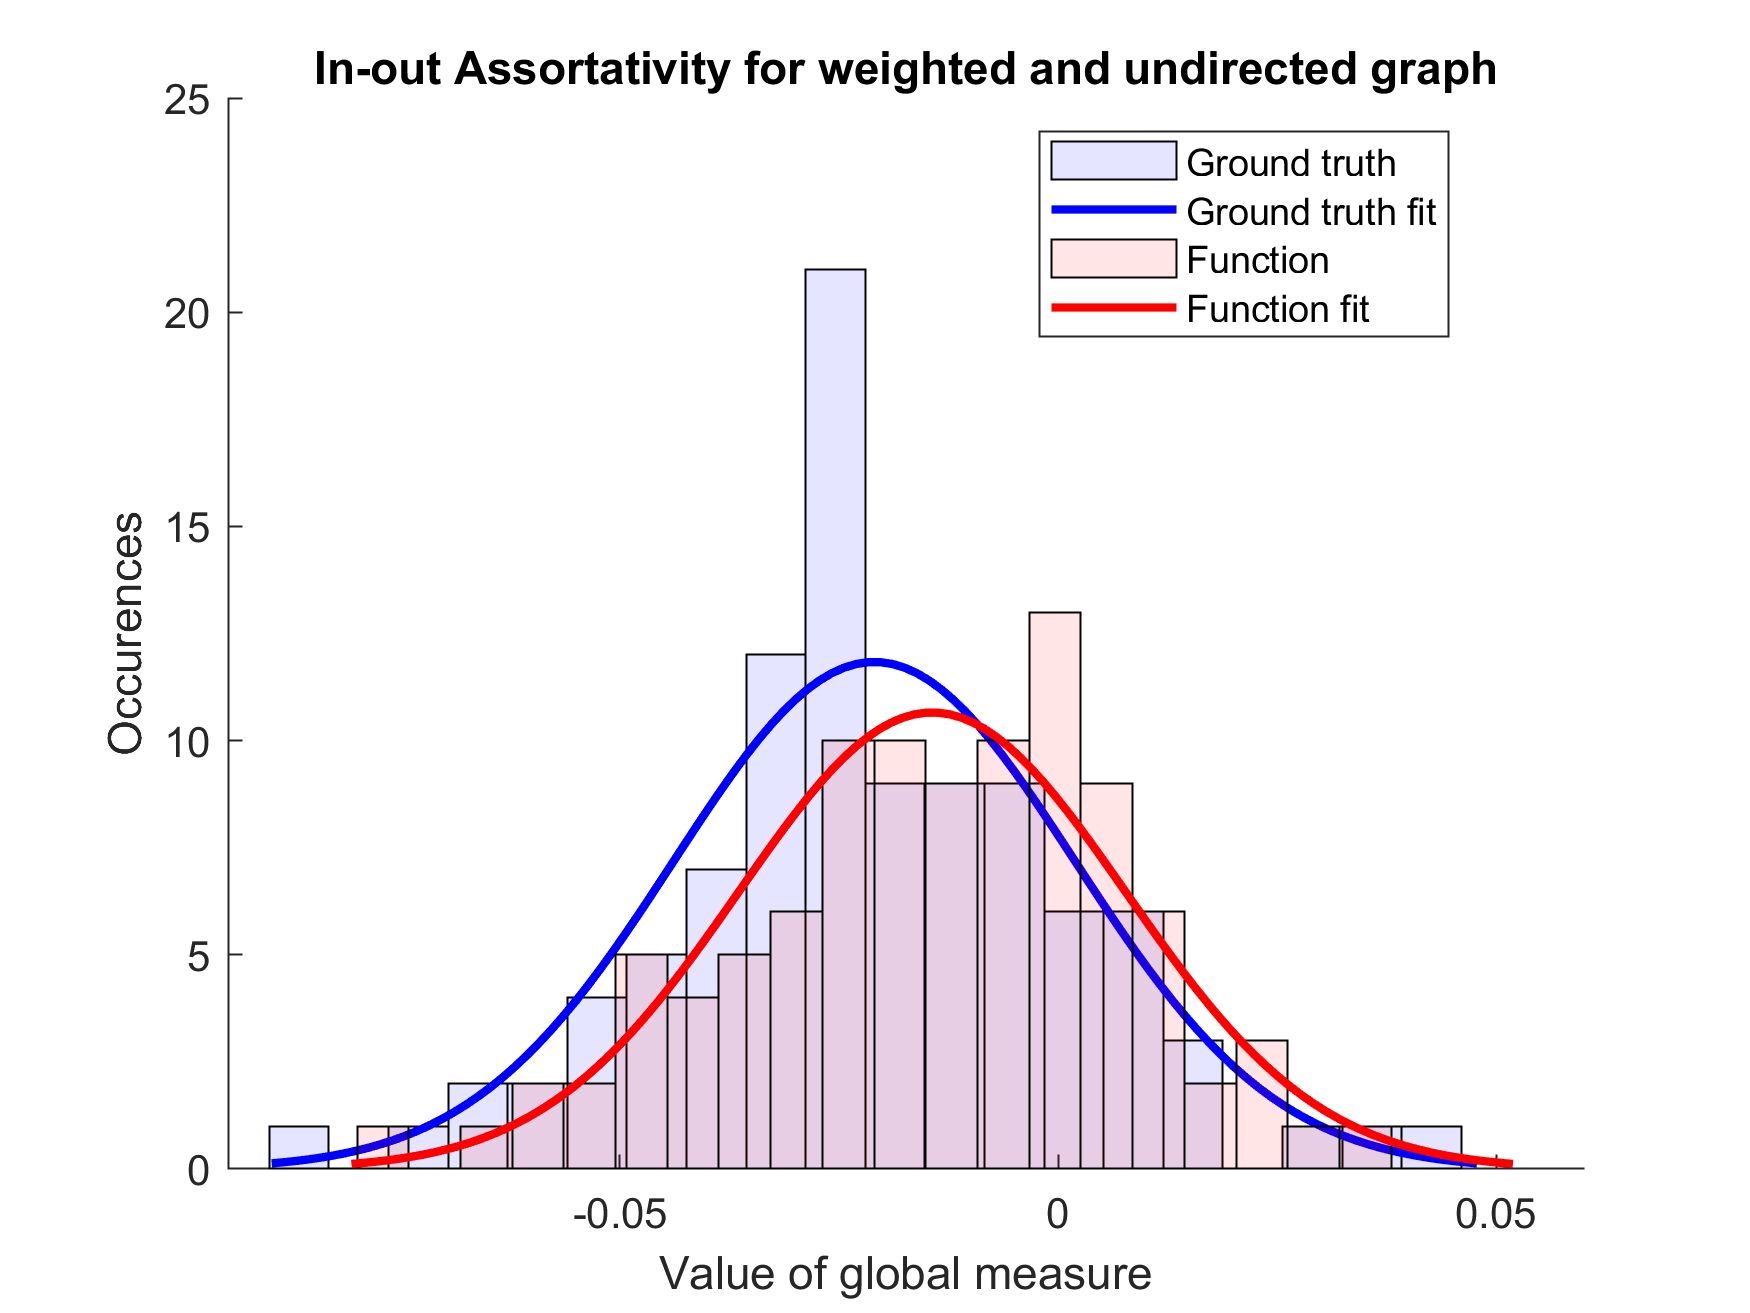 In-out Assortativity for weighted and undirected graph
25
20
15
10
5
0
Occurences
Ground truth
Ground truth fit
Function
Function fit
-0.05
0
0.05
Value of global measure